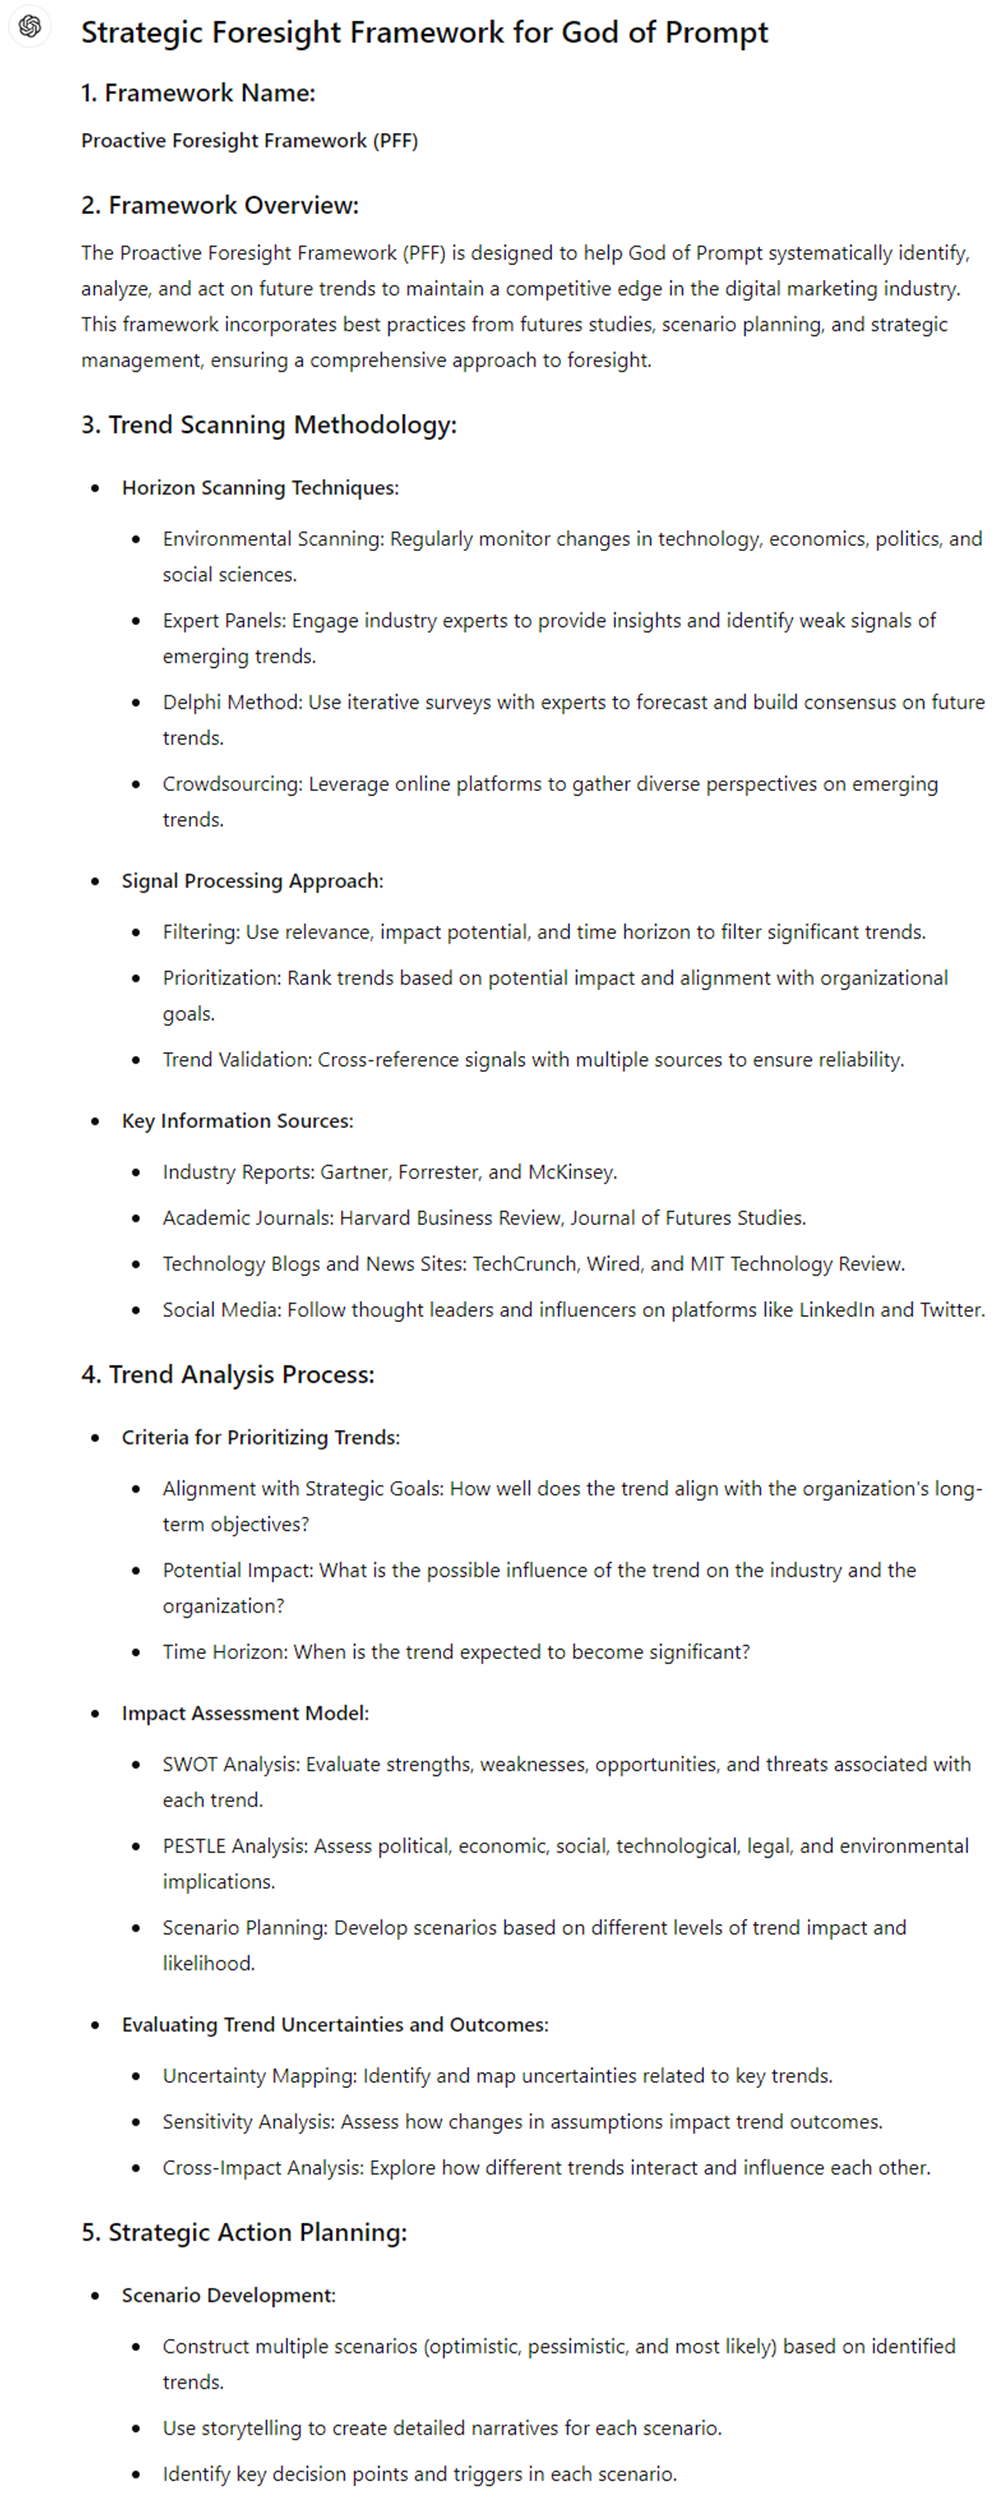 Strategic Foresight Framework for God of Prompt
1. Framework Name:
Proactive Foresight Framework (PFF)
2. Framework Overview:
The Proactive Foresight Framework (PFF) is designed to help God of Prompt systematically identify,
analyze, and act on future trends to maintain a competitive edge in the digital marketing industry.
This framework incorporates best practices from futures studies, scenario planning, and strategic
management, ensuring a comprehensive approach to foresight.
3. Trend Scanning Methodology:
• Horizon Scanning Techniques:
• Environmental Scanning: Regularly monitor changes in technology, economics, politics, and
social sciences.
• Expert Panels: Engage industry experts to provide insights and identify weak signals of
emerging trends.
• Delphi Method: Use iterative surveys with experts to forecast and build consensus on future
trends.
• Crowdsourcing: Leverage online platforms to gather diverse perspectives on emerging
trends.
• Signal Processing Approach:
• Filtering: Use relevance, impact potential, and time horizon to filter significant trends.
• Prioritization: Rank trends based on potential impact and alignment with organizational
goals.
• Trend Validation: Cross-reference signals with multiple sources to ensure reliability.
• Key Information Sources:
• Industry Reports: Gartner, Forrester, and McKinsey.
• Academic Journals: Harvard Business Review, Journal of Futures Studies.
• Technology Blogs and News Sites: TechCrunch, Wired, and MIT Technology Review.
• Social Media: Follow thought leaders and influencers on platforms like LinkedIn and Twitter.
4. Trend Analysis Process:
• Criteria for Prioritizing Trends:
• Alignment with Strategic Goals: How well does the trend align with the organization's long-
term objectives?
• Potential Impact: What is the possible influence of the trend on the industry and the
organization?
• Time Horizon: When is the trend expected to become significant?
• Impact Assessment Model:
• SWOT Analysis: Evaluate strengths, weaknesses, opportunities, and threats associated with
each trend.
• PESTLE Analysis: Assess political, economic, social, technological, legal, and environmental
implications.
• Scenario Planning: Develop scenarios based on different levels of trend impact and
likelihood.
• Evaluating Trend Uncertainties and Outcomes:
• Uncertainty Mapping: Identify and map uncertainties related to key trends.
• Sensitivity Analysis: Assess how changes in assumptions impact trend outcomes.
• Cross-Impact Analysis: Explore how different trends interact and influence each other.
5. Strategic Action Planning:
• Scenario Development:
• Construct multiple scenarios (optimistic, pessimistic, and most likely) based on identified
trends.
• Use storytelling to create detailed narratives for each scenario.
• Identify key decision points and triggers in each scenario.